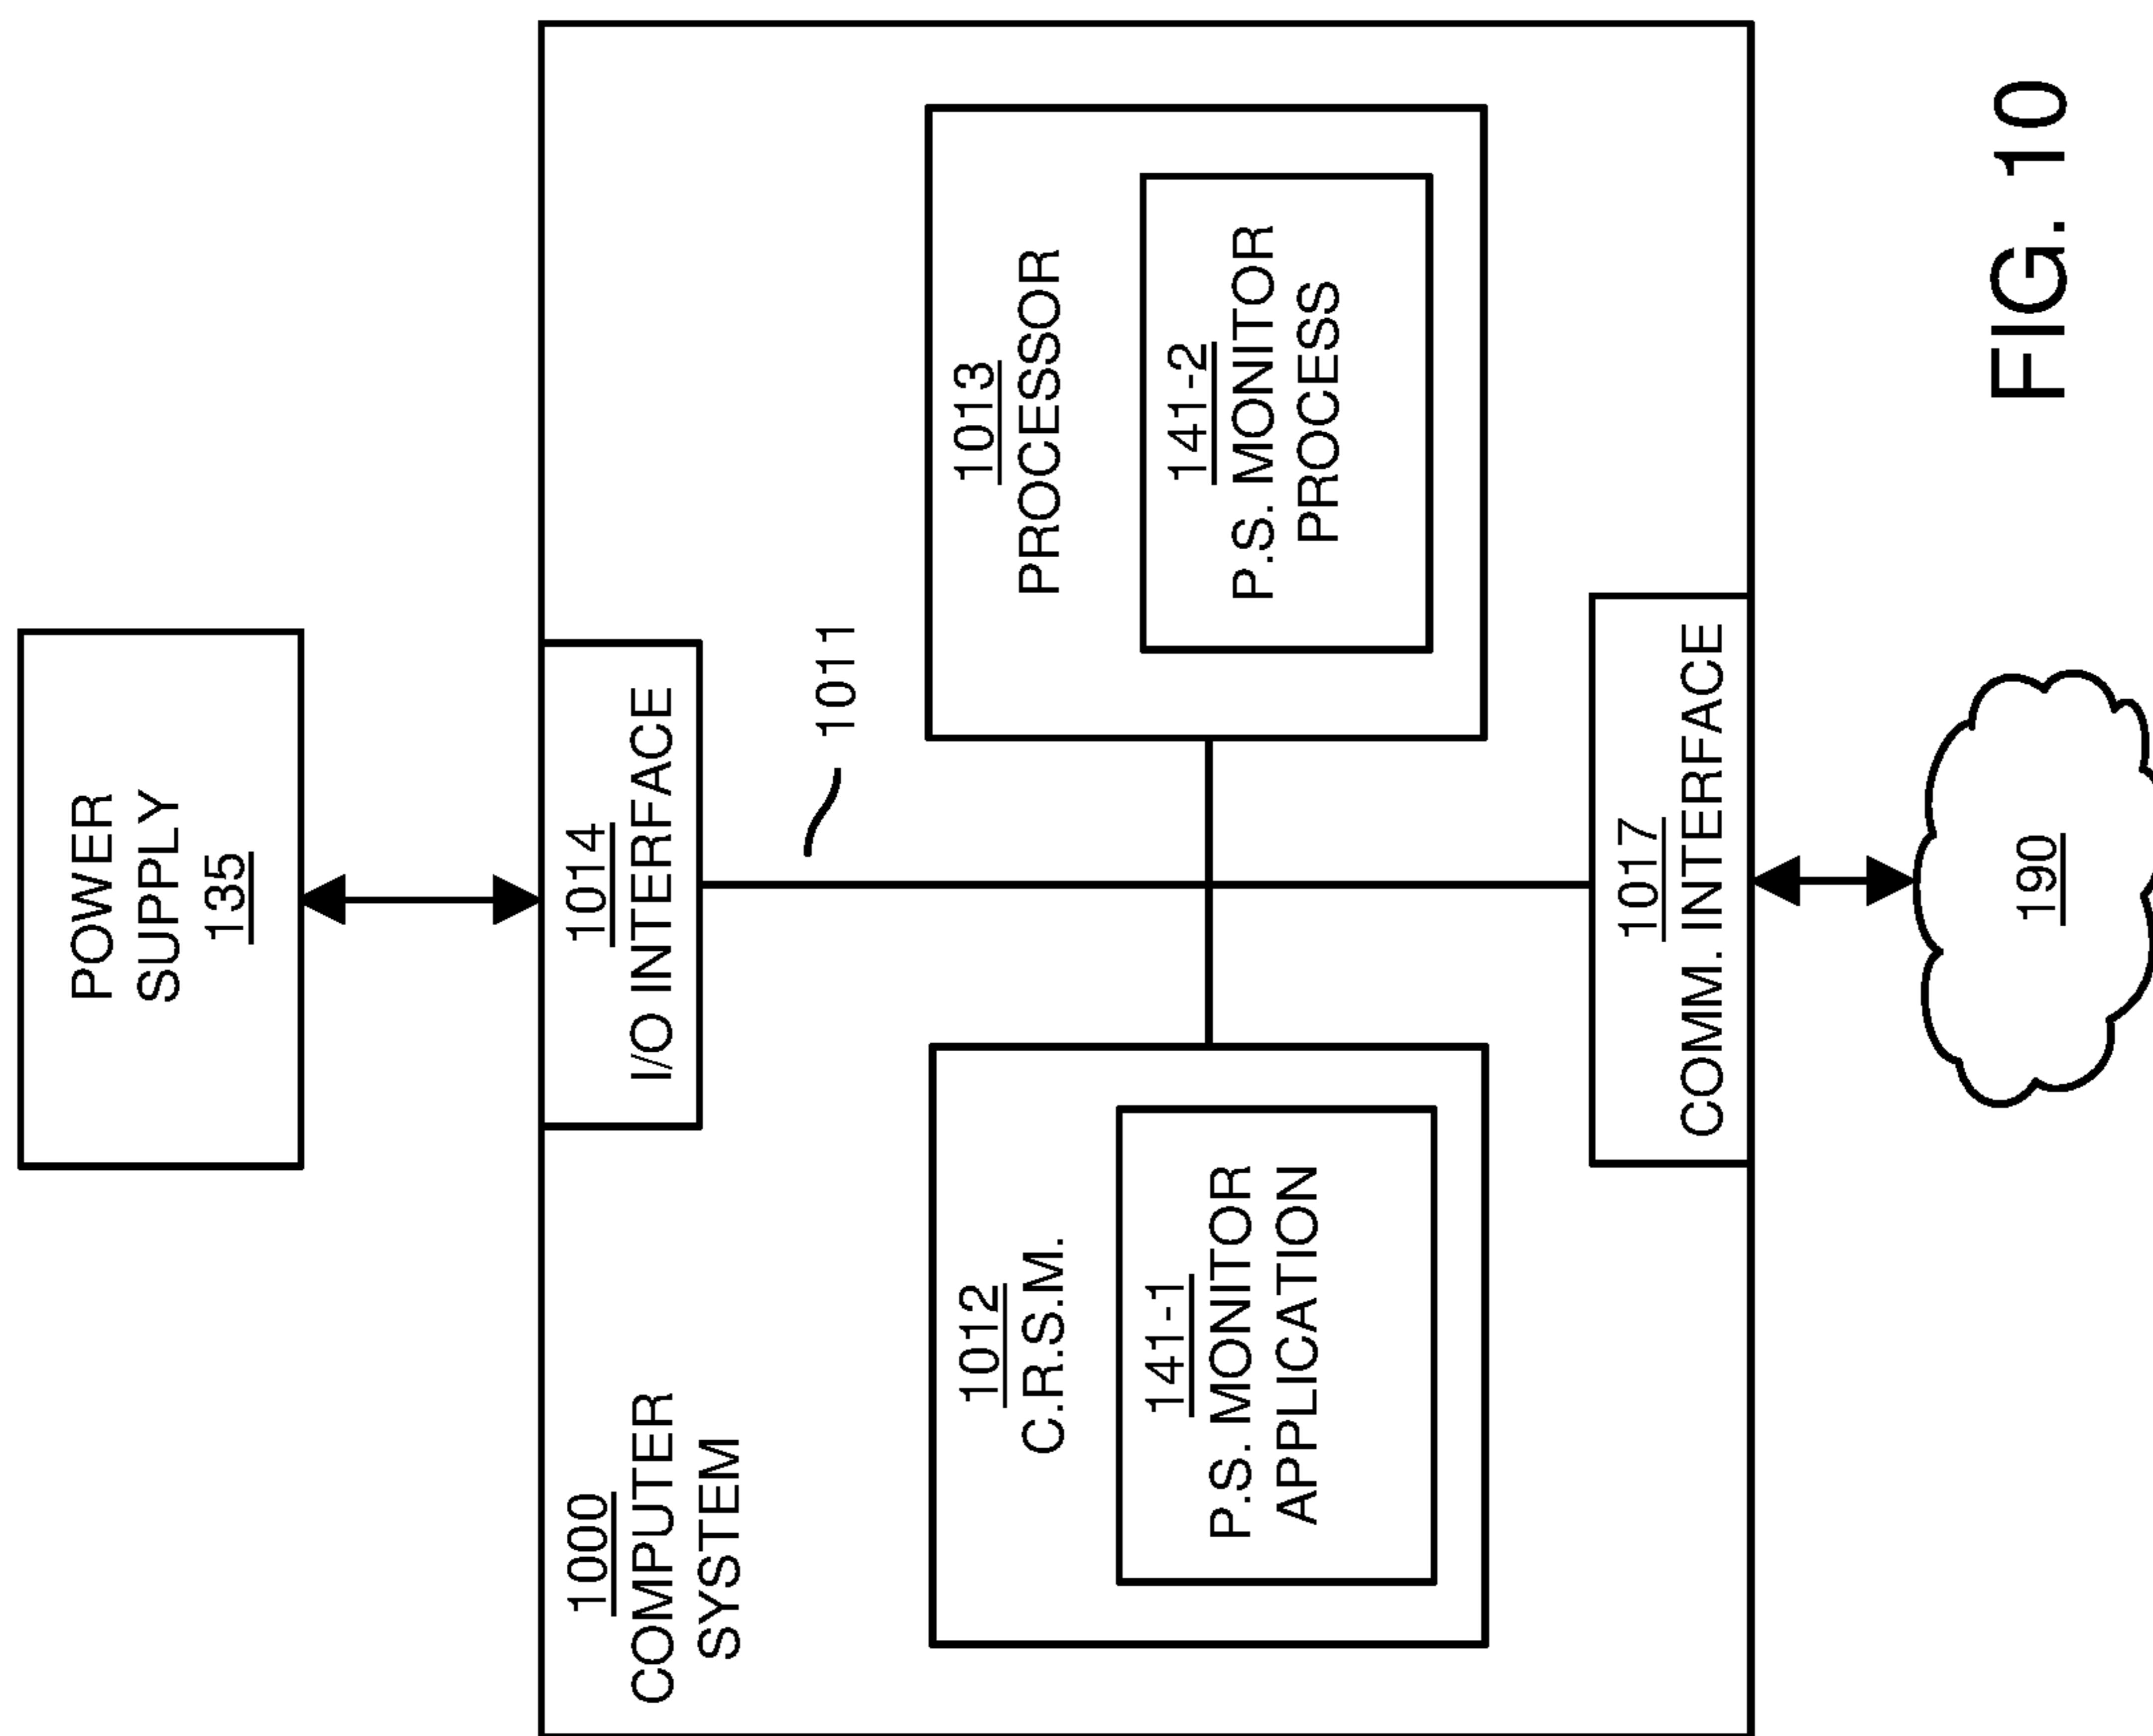 POWER
SUPPLY
135
1000
COMPUTER
SYSTEM
1014
I/O INTERFACE
1011
1012
C.R.S.M.
141-1
P.S. MONITOR
APPLICATION
1013
PROCESSOR
141-2
P.S. MONITOR
PROCESS
1017
COMM. INTERFACE
190
FIG. 10